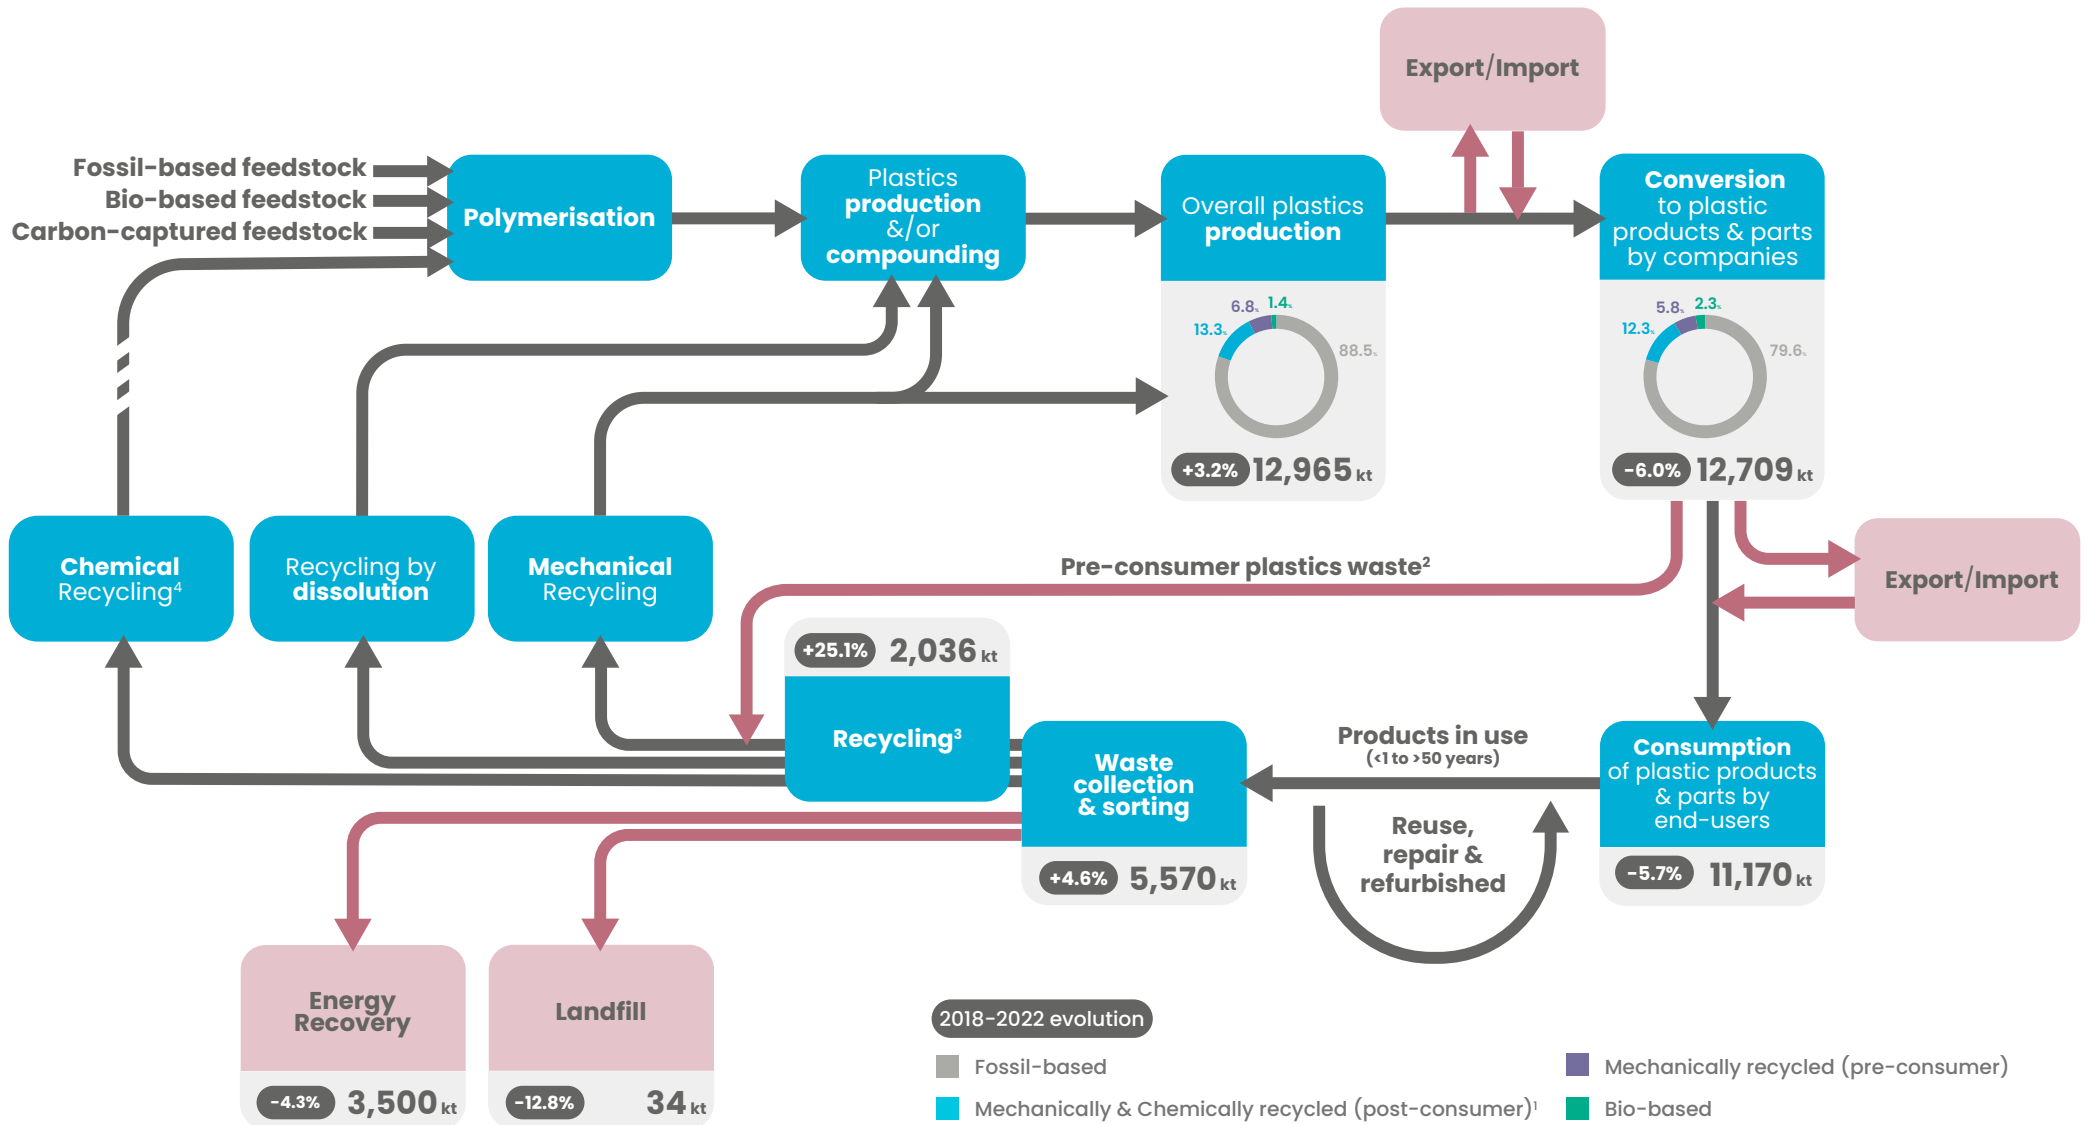 Export/Import
Fossil-based feedstock
Bio-based feedstock
Carbon-captured feedstock
Polymerisation
Plastics
production
&/or
compounding
Overall plastics
production
Conversion
to plastic
products & parts
by companies
6.8%
1.4%
13.3%
88.5%
+3.2%
12,965 kt
5.8%
2.3%
12.3%
79.6%
-6.0%
12,709 kt
Chemical
Recycling⁴
Recycling by
dissolution
Mechanical
Recycling
Pre-consumer plastics waste²
Export/Import
+25.1%
2,036 kt
Recycling³
Waste
collection
& sorting
+4.6%
5,570 kt
Products in use
(<1 to >50 years)
Reuse,
repair &
refurbished
Consumption
of plastic products
& parts by
end-users
-5.7%
11,170 kt
Energy
Recovery
-4.3%
3,500 kt
Landfill
-12.8%
34 kt
2018-2022 evolution
Fossil-based
Mechanically recycled (pre-consumer)
Mechanically & Chemically recycled (post-consumer)¹
Bio-based